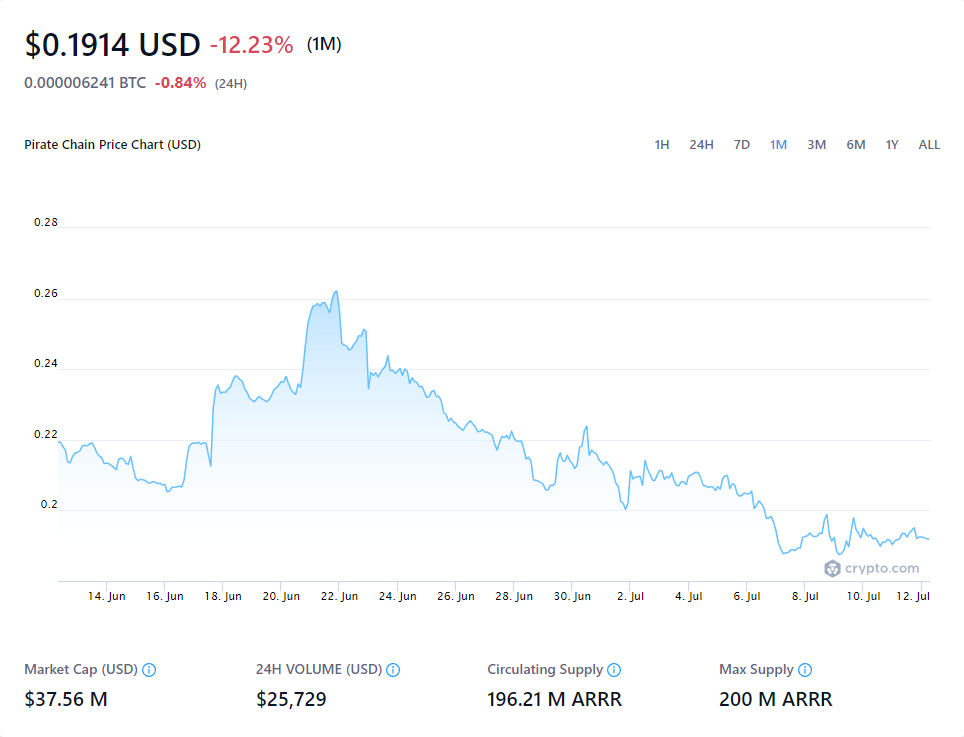 $0.1914 USD -12.23% (1M)
0.000006241 BTC -0.84% (24H)
Pirate Chain Price Chart (USD) 1H 24H 7D 1M 3M 6M 1Y ALL
0.28
0.26
0.24
0.22
0.2
crypto.com
14. Jun 16. Jun 18. Jun 20. Jun 22. Jun 24. Jun 26. Jun 28. Jun 30. Jun 2. Jul 4. Jul 6. Jul 8. Jul 10. Jul 12. Jul
Market Cap (USD) 24H VOLUME (USD) Circulating Supply Max Supply
$37.56 M $25,729 196.21 M ARRR 200 M ARRR